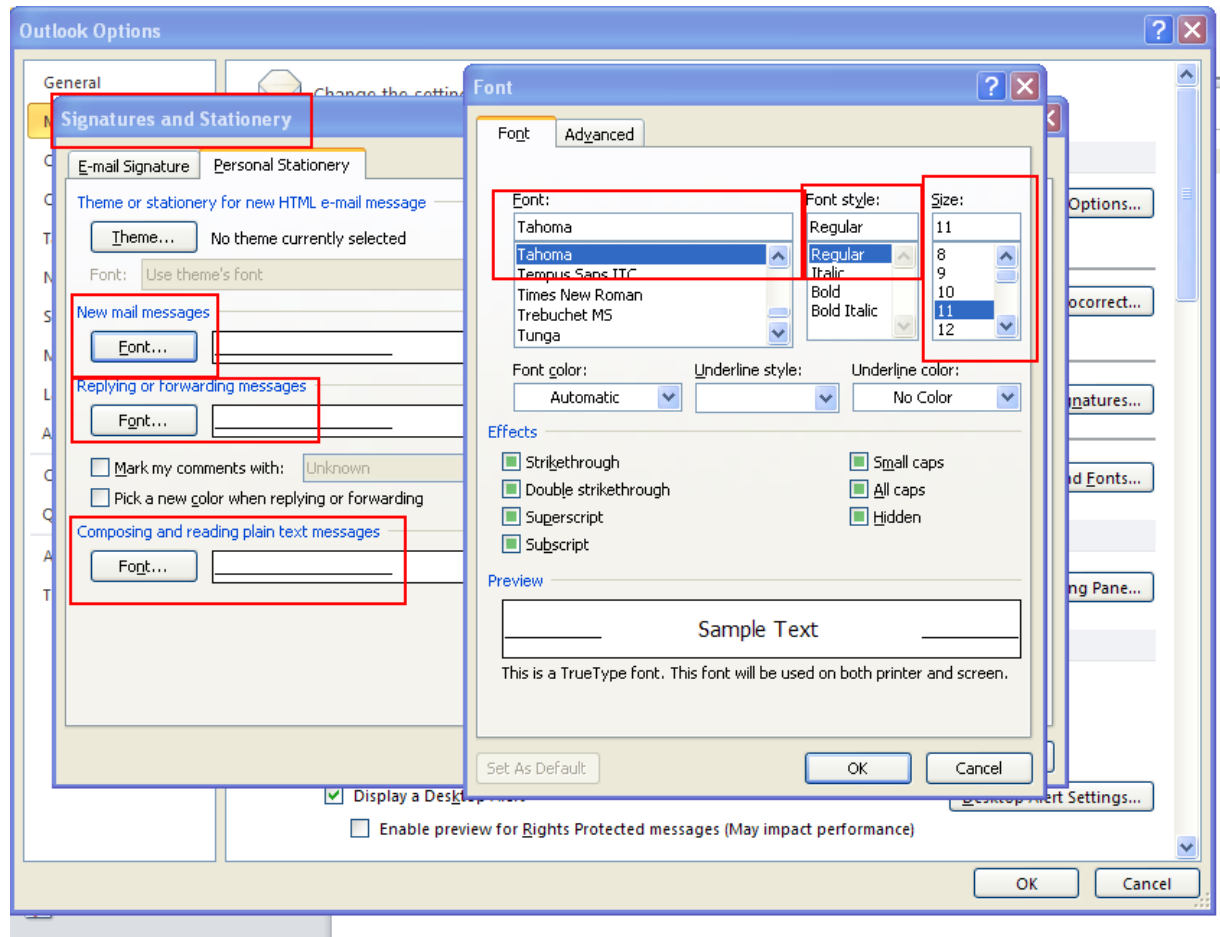 Outlook Options
General
Change the settin
Signatures and Stationery
E-mail Signature
Personal Stationery
Theme or stationery for new HTML e-mail message
Theme...
No theme currently selected
Font:
Use theme's font
New mail messages
Font...
Replying or forwarding messages
Font...
Mark my comments with:
Unknown
Pick a new color when replying or forwarding
Composing and reading plain text messages
Font...
Font
Font
Advanced
Font:
Font style:
Size:
Tahoma
Regular
11
Tahoma
Tempus Sans ITC
Times New Roman
Trebuchet MS
Tunga
Regular
Italic
Bold
Bold Italic
8
9
10
11
12
Font color:
Underline style:
Underline color:
Automatic
No Color
Effects
Strikethrough
Double strikethrough
Superscript
Subscript
Small caps
All caps
Hidden
Preview
Sample Text
This is a TrueType font. This font will be used on both printer and screen.
Set As Default
OK
Cancel
Options...
ocorrect...
gnatures...
nd Fonts...
ng Pane...
Display a Desktop Alert
Desktop Alert Settings...
Enable preview for Rights Protected messages (May impact performance)
OK
Cancel